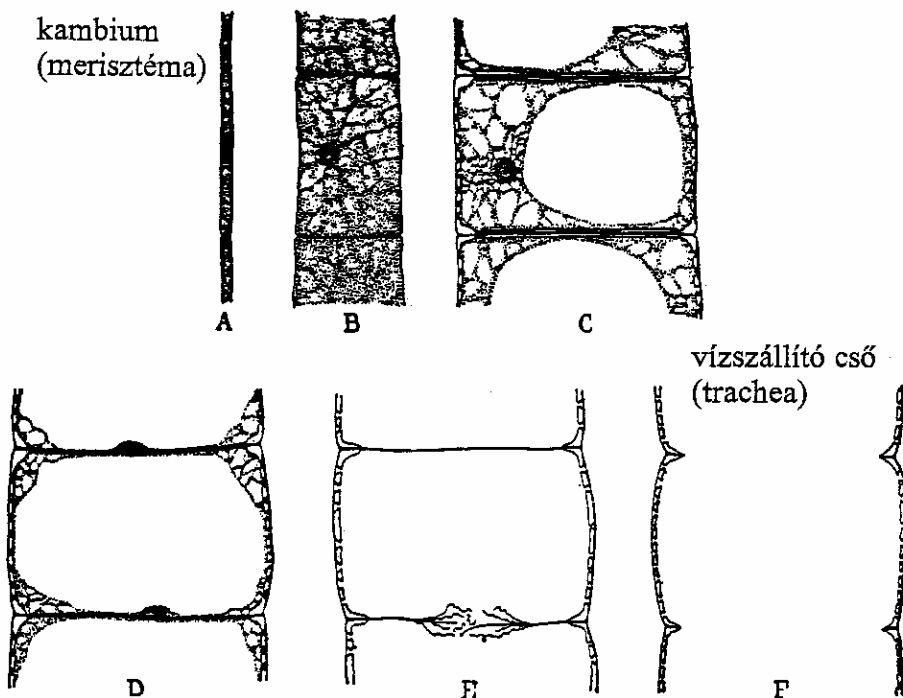 kambium
(merisztéma)
A
B
C
vízszállító cső
(trachea)
D
E
F